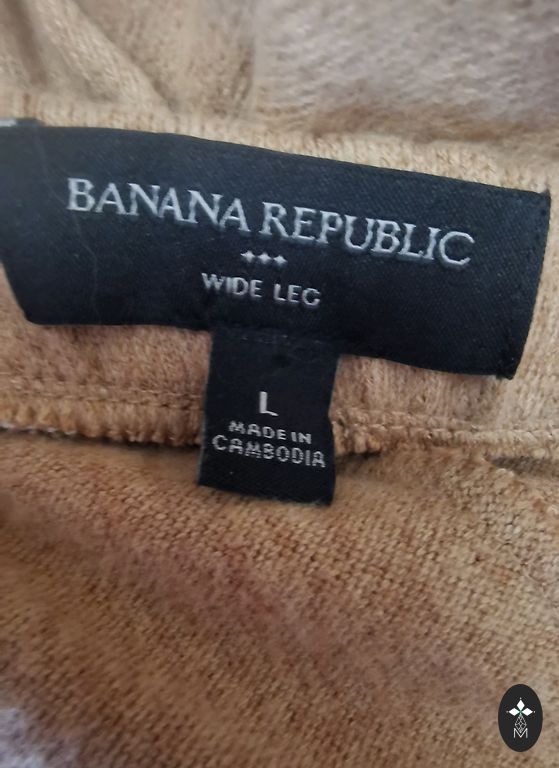 BANANA REPUBLIC
WIDE LEG
L
MADE IN
CAMBODIA
M